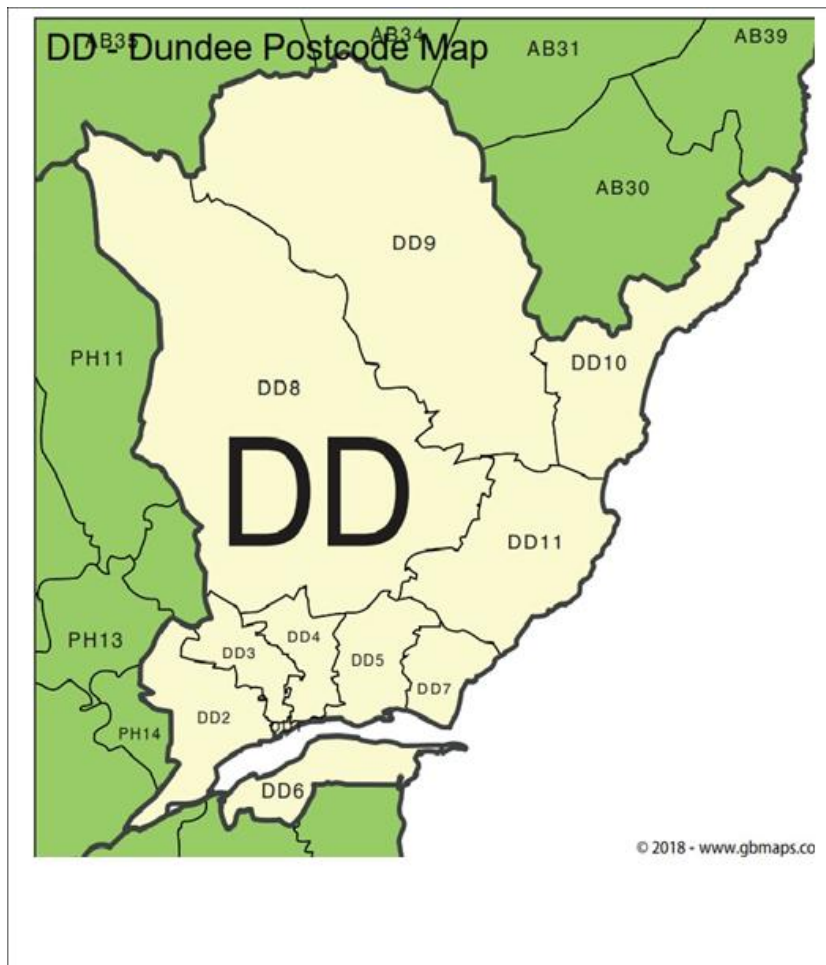 DD - Dundee Postcode Map
AB35
AB34
AB31
AB39
AB30
DD9
PH11
DD10
DD8
DD
DD11
DD4
PH13
DD3
DD5
DD7
DD2
PH14
DD6
© 2018 - www.gbmaps.co